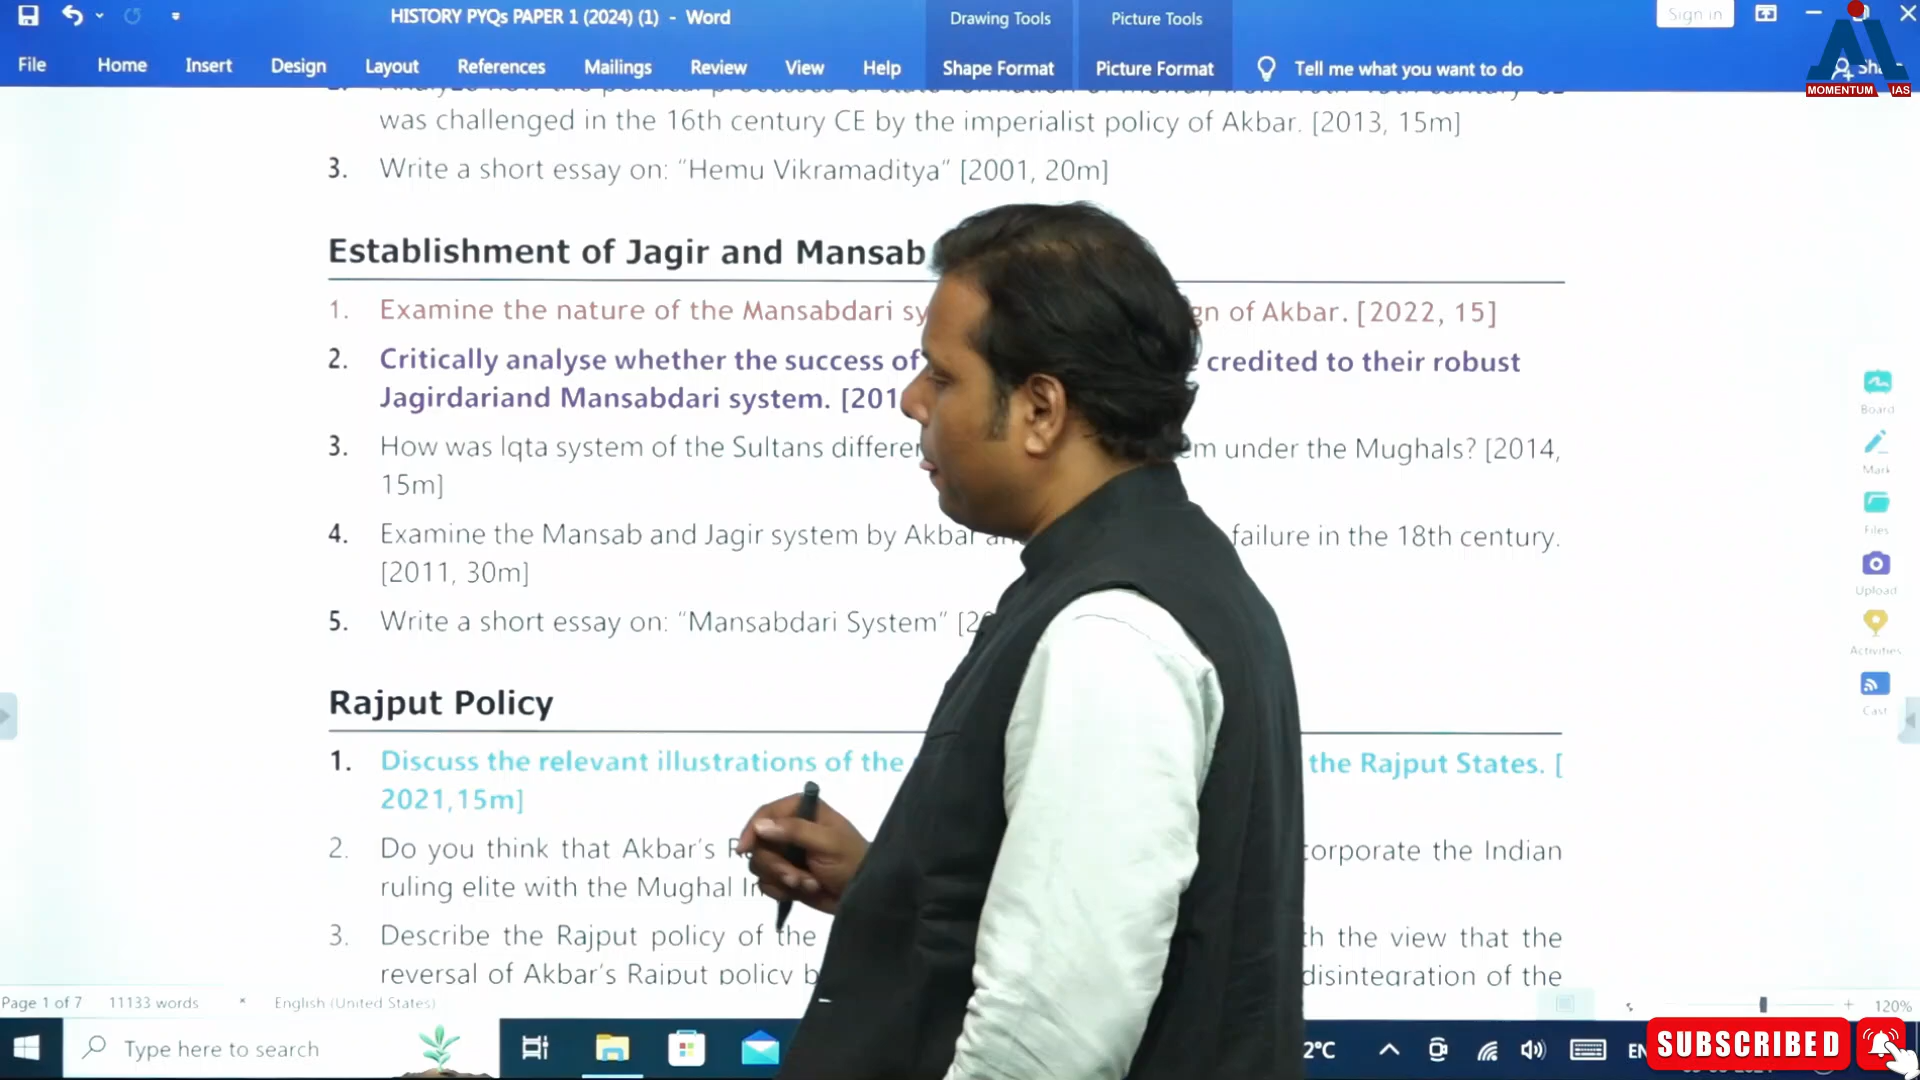 HISTORY PYQs PAPER 1 (2024) (1) - Word
Drawing Tools
Picture Tools
Sign in
File Home Insert Design Layout References Mailings Review View Help Shape Format Picture Format Tell me what you want to do
MOMENTUM IAS
was challenged in the 16th century CE by the imperialist policy of Akbar. [2013, 15m]
3. Write a short essay on: “Hemu Vikramaditya” [2001, 20m]
Establishment of Jagir and Mansab
1. Examine the nature of the Mansabdari of Akbar. [2022, 15]
2. Critically analyse whether the success of credited to their robust
Jagirdariand Mansabdari system. [201
3. How was Iqta system of the Sultans under the Mughals? [2014,
15m]
4. Examine the Mansab and Jagir system by Akbar failure in the 18th century.
[2011, 30m]
5. Write a short essay on: “Mansabdari System”
Rajput Policy
1. Discuss the relevant illustrations of the the Rajput States. [
2021,15m]
2. Do you think that Akbar’s corporate the Indian
ruling elite with the Mughal
3. Describe the Rajput policy of the the view that the
reversal of Akbar’s Rajput policy disintegration of the
Board
Mark
Files
Upload
Activities
Cast
Page 1 of 7 11133 words English (United States) 120%
Type here to search
2°C
SUBSCRIBED